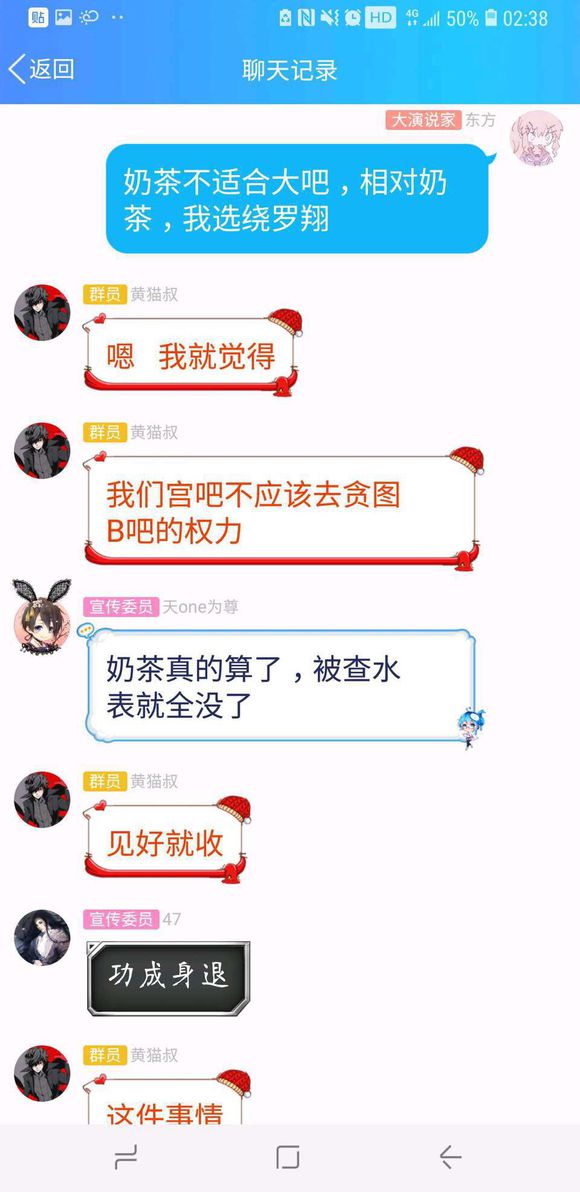 贴 HD 4G 50% 02:38
返回 聊天记录
大演说家 东方
奶茶不适合大吧，相对奶
茶，我选绕罗翔
群员 黄猫叔
嗯 我就觉得
群员 黄猫叔
我们宫吧不应该去贪图
B吧的权力
宣传委员 天one为尊
奶茶真的算了，被查水
表就全没了
群员 黄猫叔
见好就收
宣传委员 47
功成身退
群员 黄猫叔
这件事情